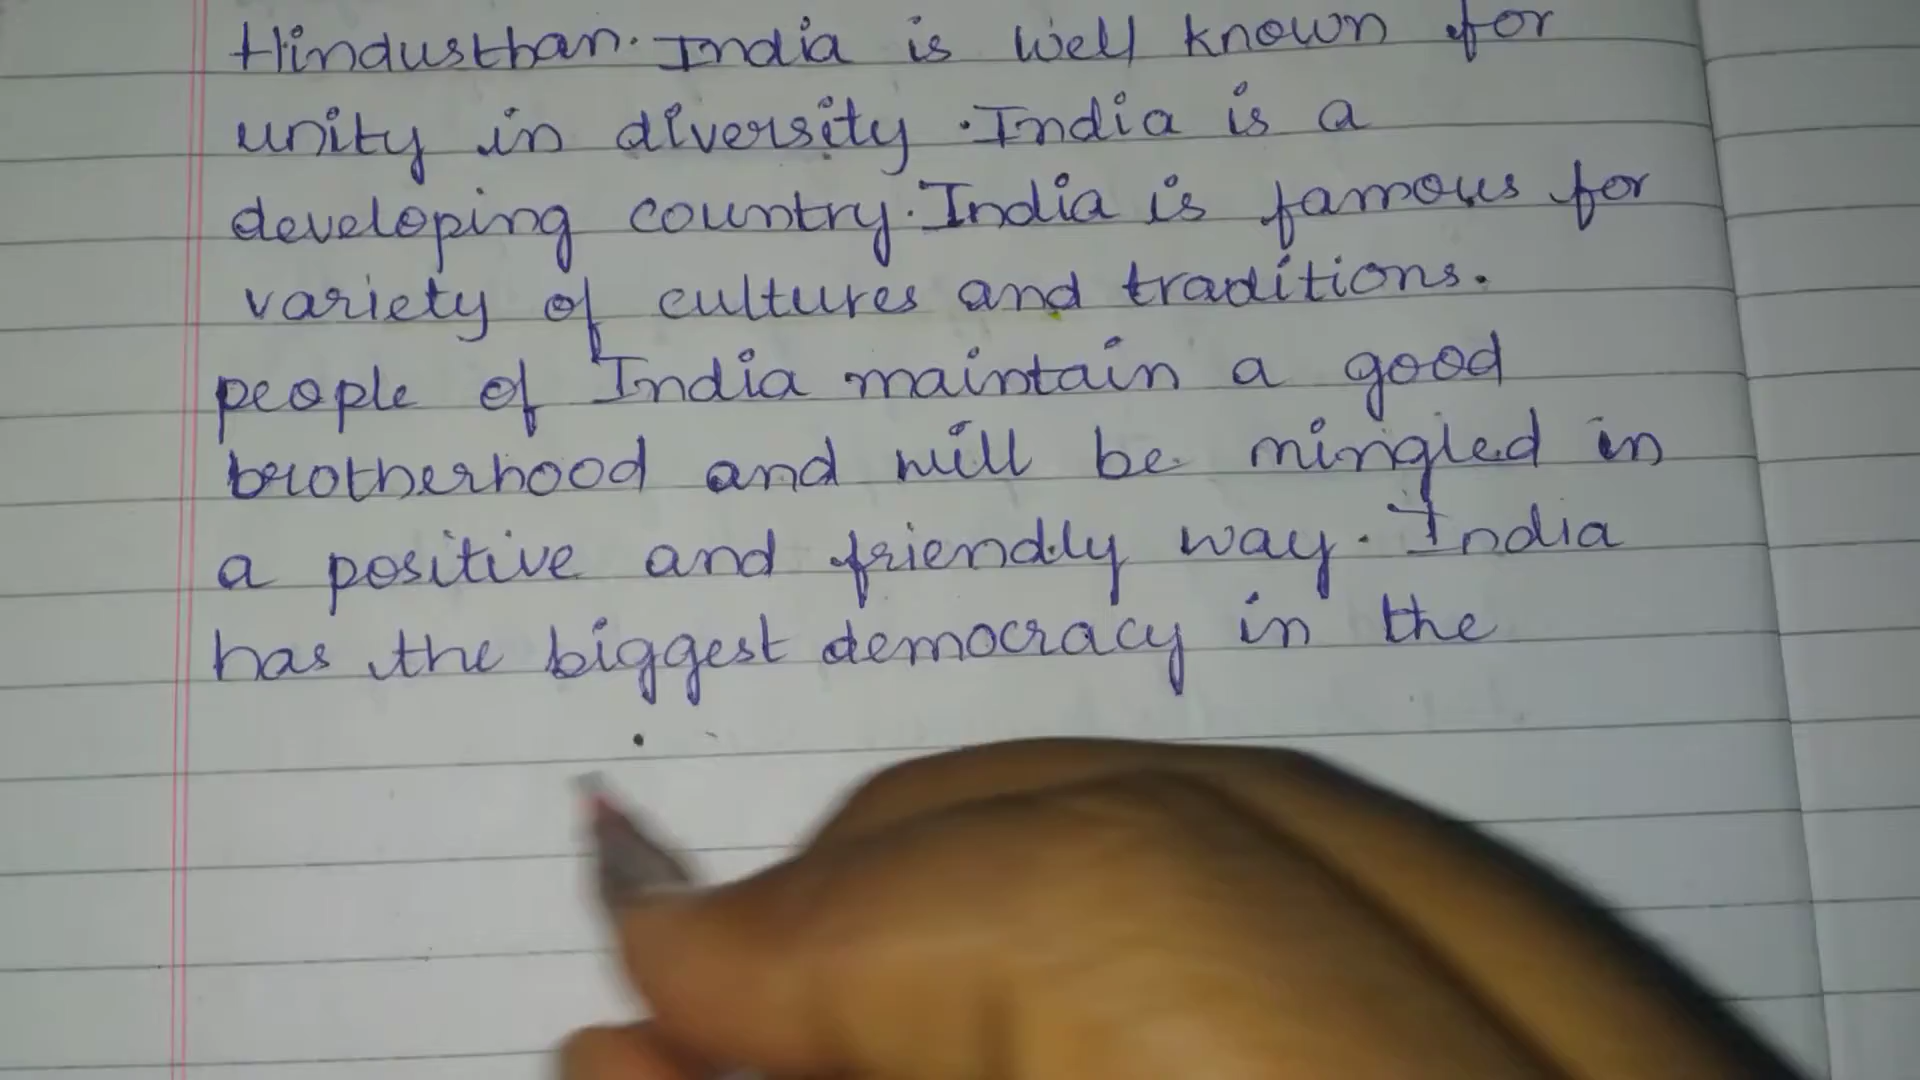 Hindusthan. India is well known for
unity in diversity. India is a
developing country. India is famous for
variety of cultures and traditions.
people of India maintain a good
brotherhood and will be mingled in
a positive and friendly way. India
has the biggest democracy in the